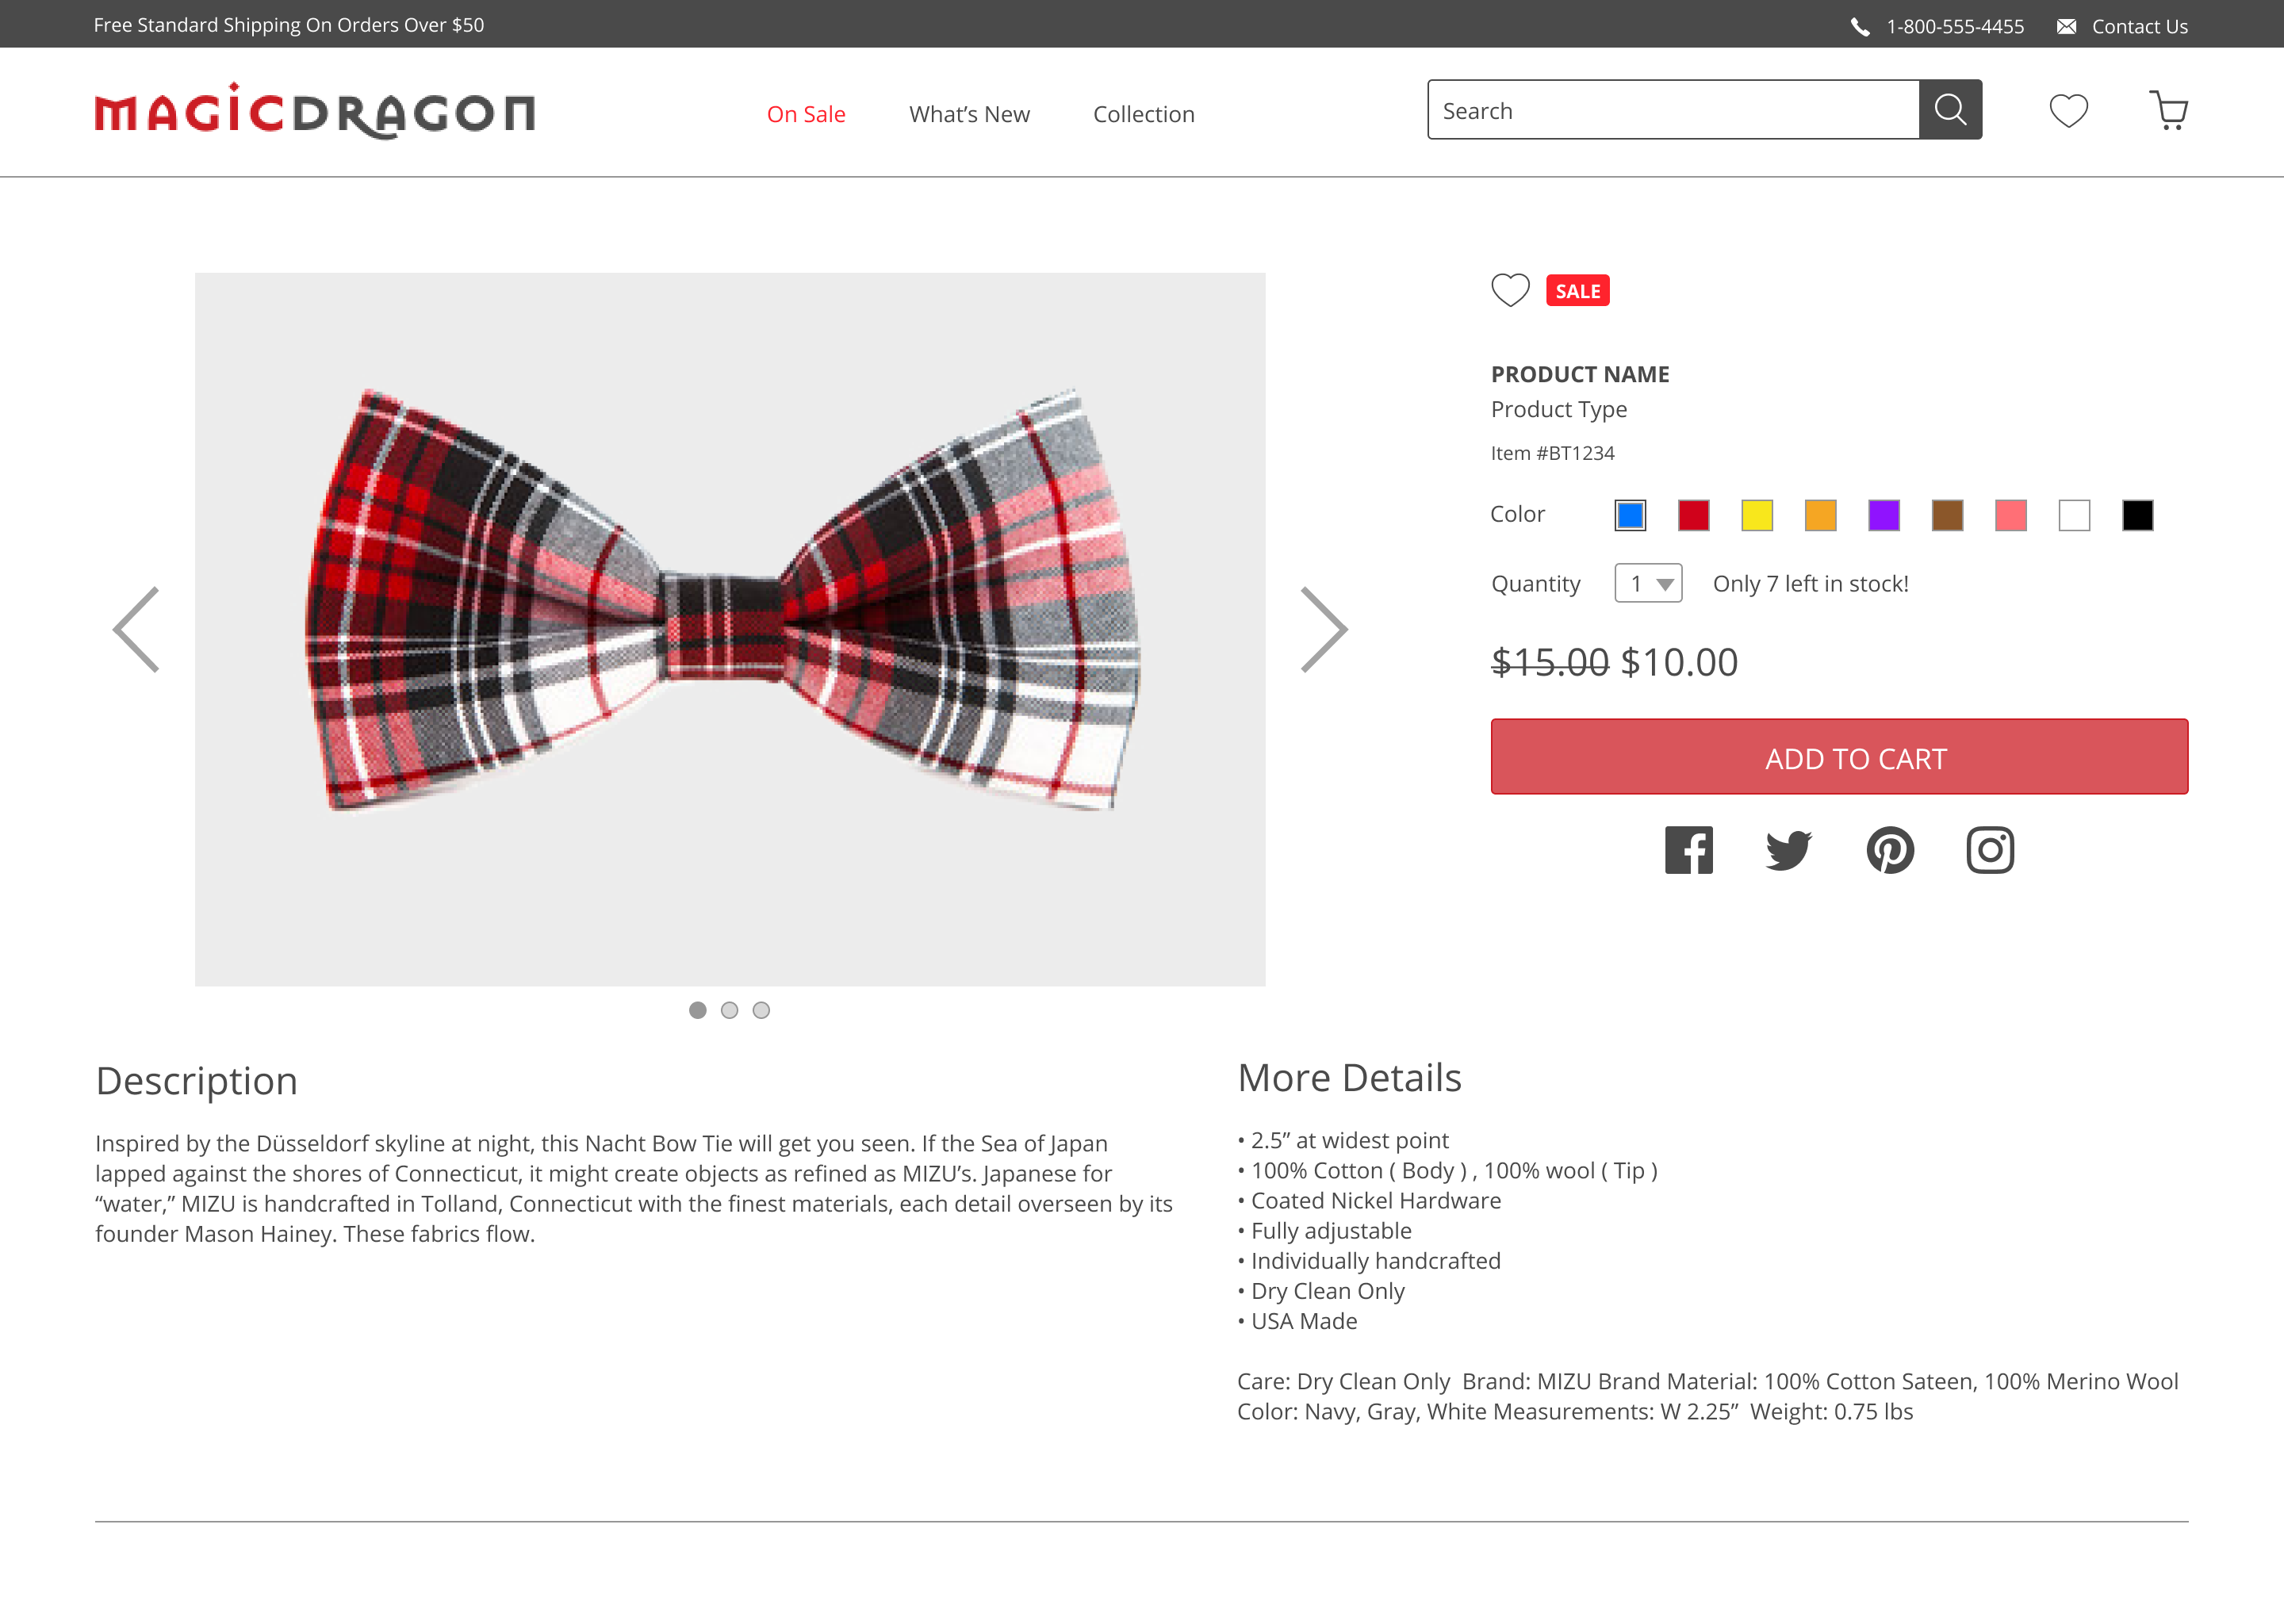 Free Standard Shipping On Orders Over $50
1-800-555-4455
Contact Us
MAGICDRAGON
On Sale
What’s New
Collection
Search
SALE
PRODUCT NAME
Product Type
Item #BT1234
Color
Quantity
1
Only 7 left in stock!
$15.00 $10.00
ADD TO CART
Description
Inspired by the Düsseldorf skyline at night, this Nacht Bow Tie will get you seen. If the Sea of Japan
lapped against the shores of Connecticut, it might create objects as refined as MIZU’s. Japanese for
“water,” MIZU is handcrafted in Tolland, Connecticut with the finest materials, each detail overseen by its
founder Mason Hainey. These fabrics flow.
More Details
• 2.5” at widest point
• 100% Cotton ( Body ) , 100% wool ( Tip )
• Coated Nickel Hardware
• Fully adjustable
• Individually handcrafted
• Dry Clean Only
• USA Made
Care: Dry Clean Only  Brand: MIZU Brand Material: 100% Cotton Sateen, 100% Merino Wool
Color: Navy, Gray, White Measurements: W 2.25”  Weight: 0.75 lbs